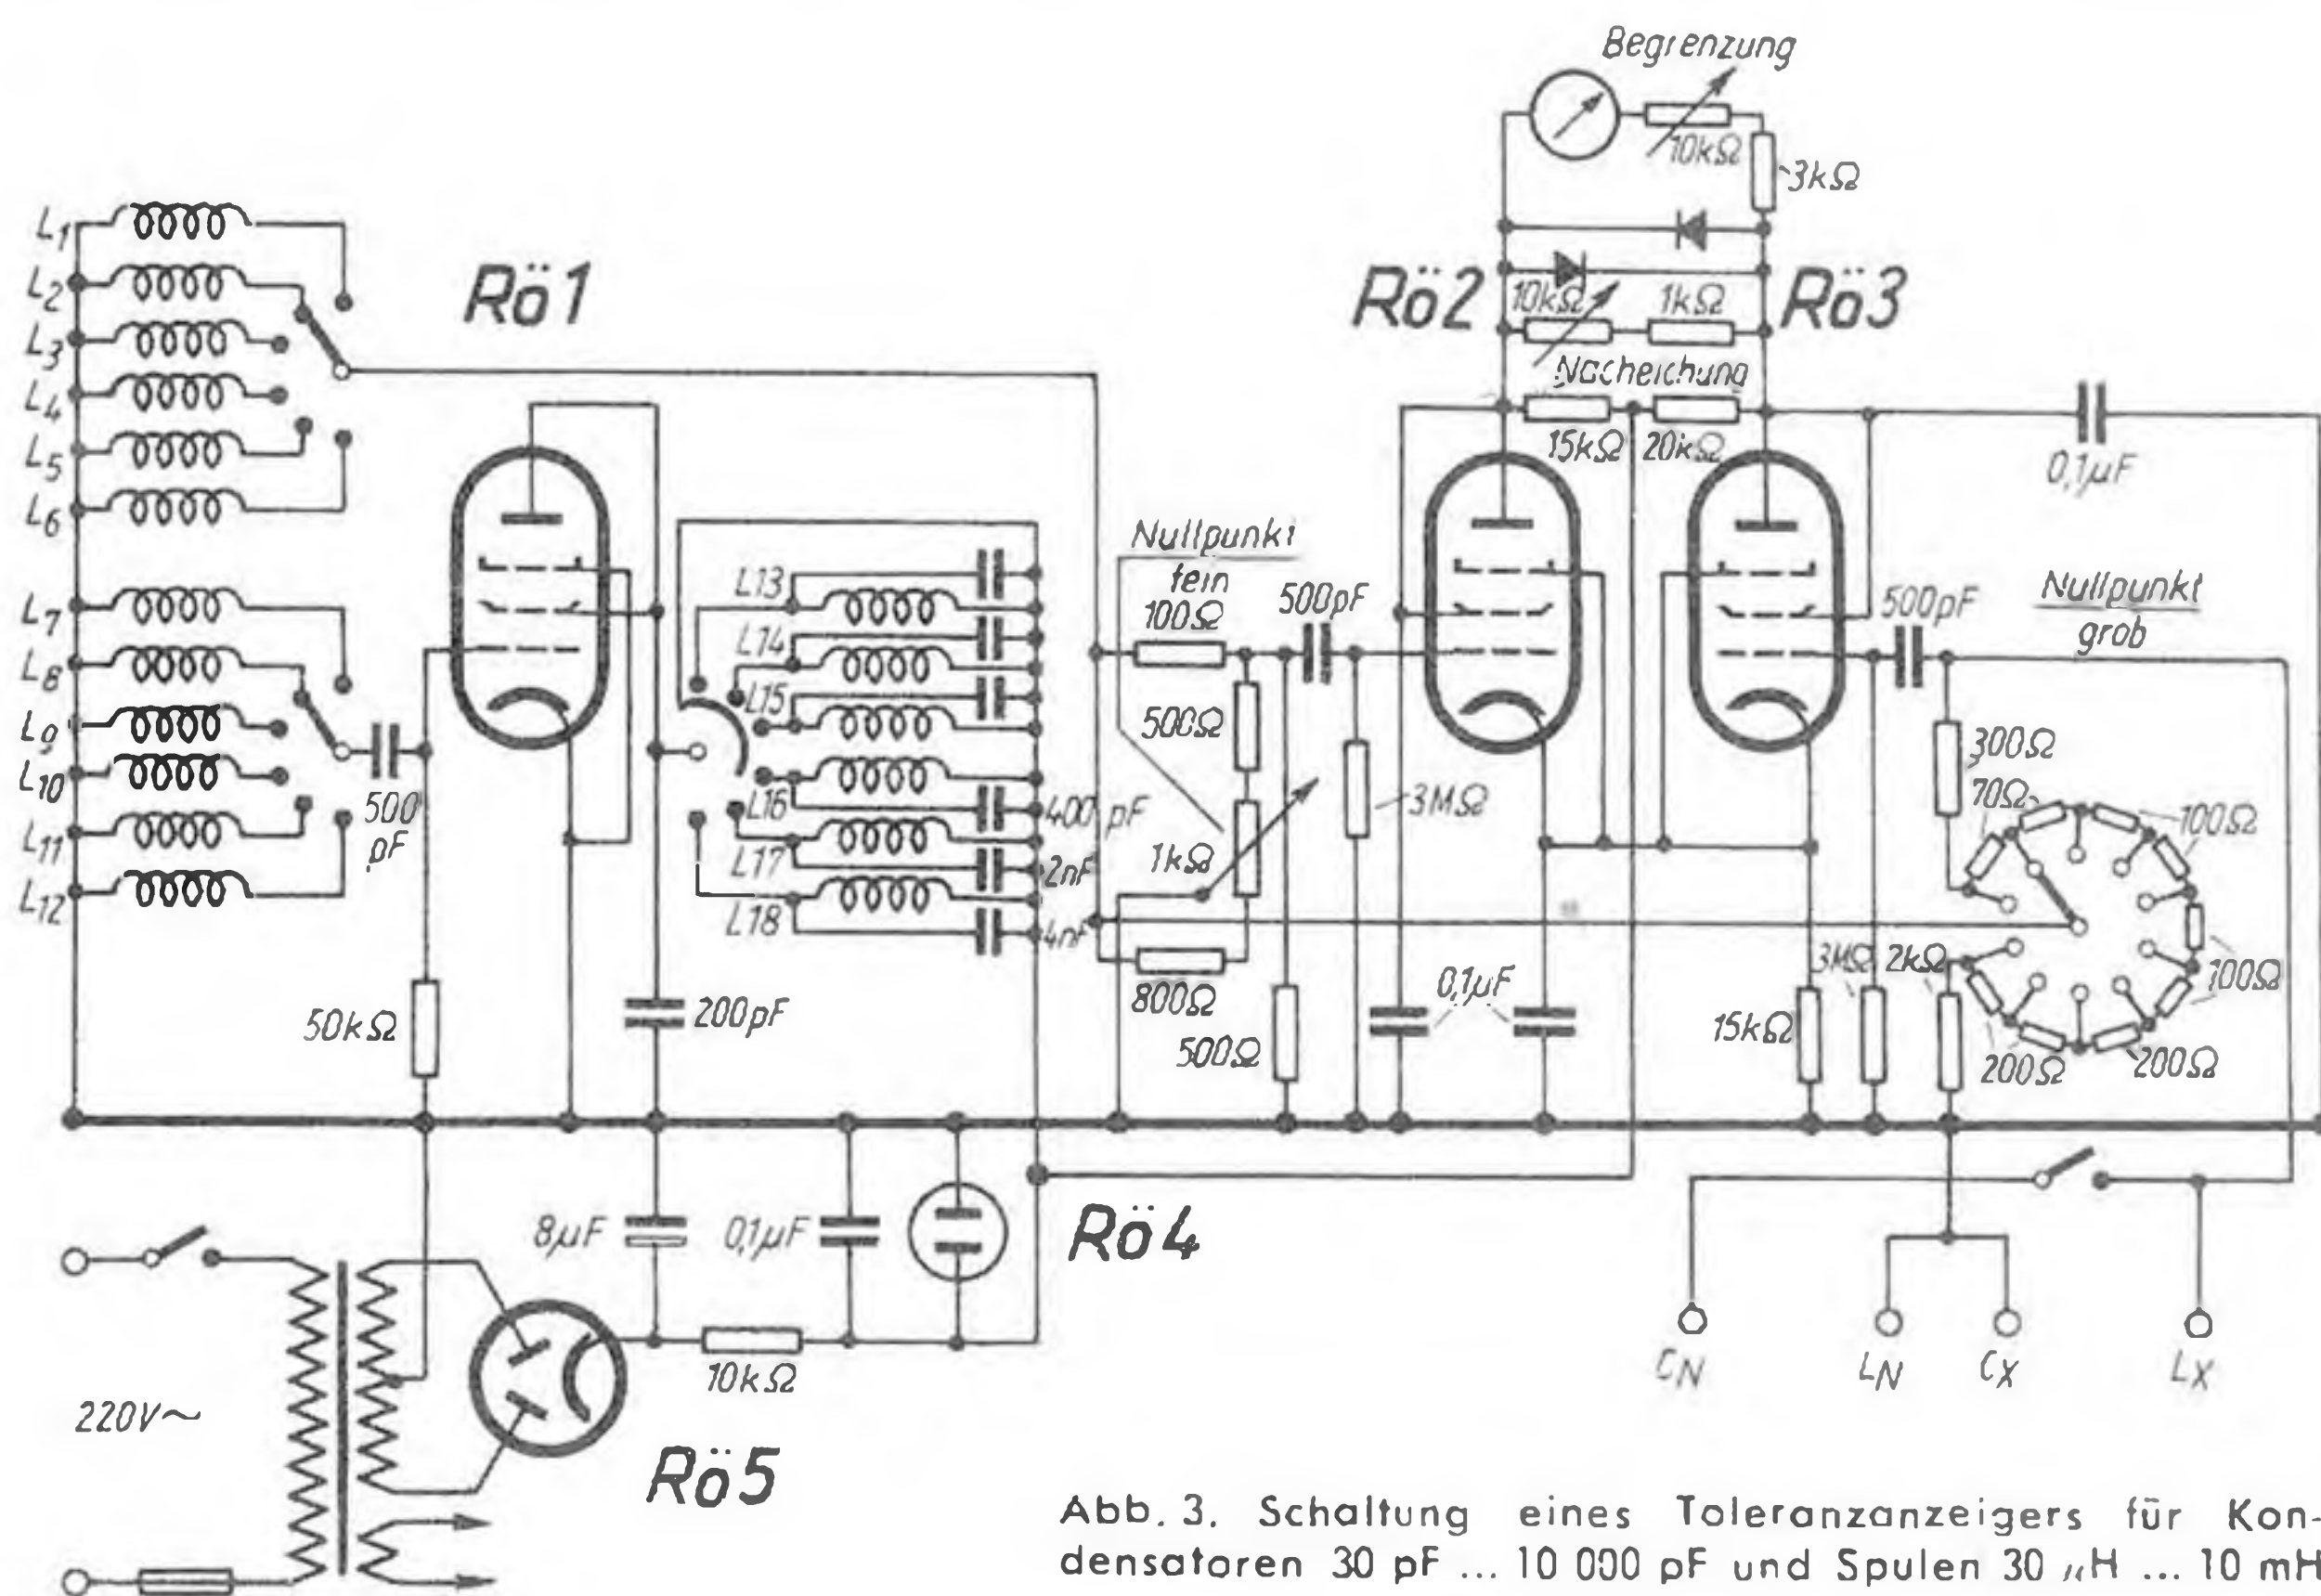 Begrenzung
10kΩ
3kΩ
L1
L2
L3
L4
L5
L6
Rö1
Rö2
Rö3
10kΩ
1kΩ
Nacheichung
15kΩ
20kΩ
0,1µF
L7
L8
L9
L10
L11
L12
500
pF
L13
L14
L15
L16
L17
L18
400 pF
2nF
4nF
Nullpunkt
fein
100Ω
500pF
500Ω
1kΩ
3MΩ
800Ω
500Ω
500pF
Nullpunkt
grob
300Ω
70Ω
100Ω
100Ω
200Ω
200Ω
50kΩ
200pF
0,1µF
15kΩ
3MΩ
2kΩ
8µF
0,1µF
Rö4
10kΩ
220V~
Rö5
CN
LN
CX
LX
Abb. 3. Schaltung eines Toleranzanzeigers für Kon-
densatoren 30 pF ... 10 000 pF und Spulen 30 µH ... 10 mH